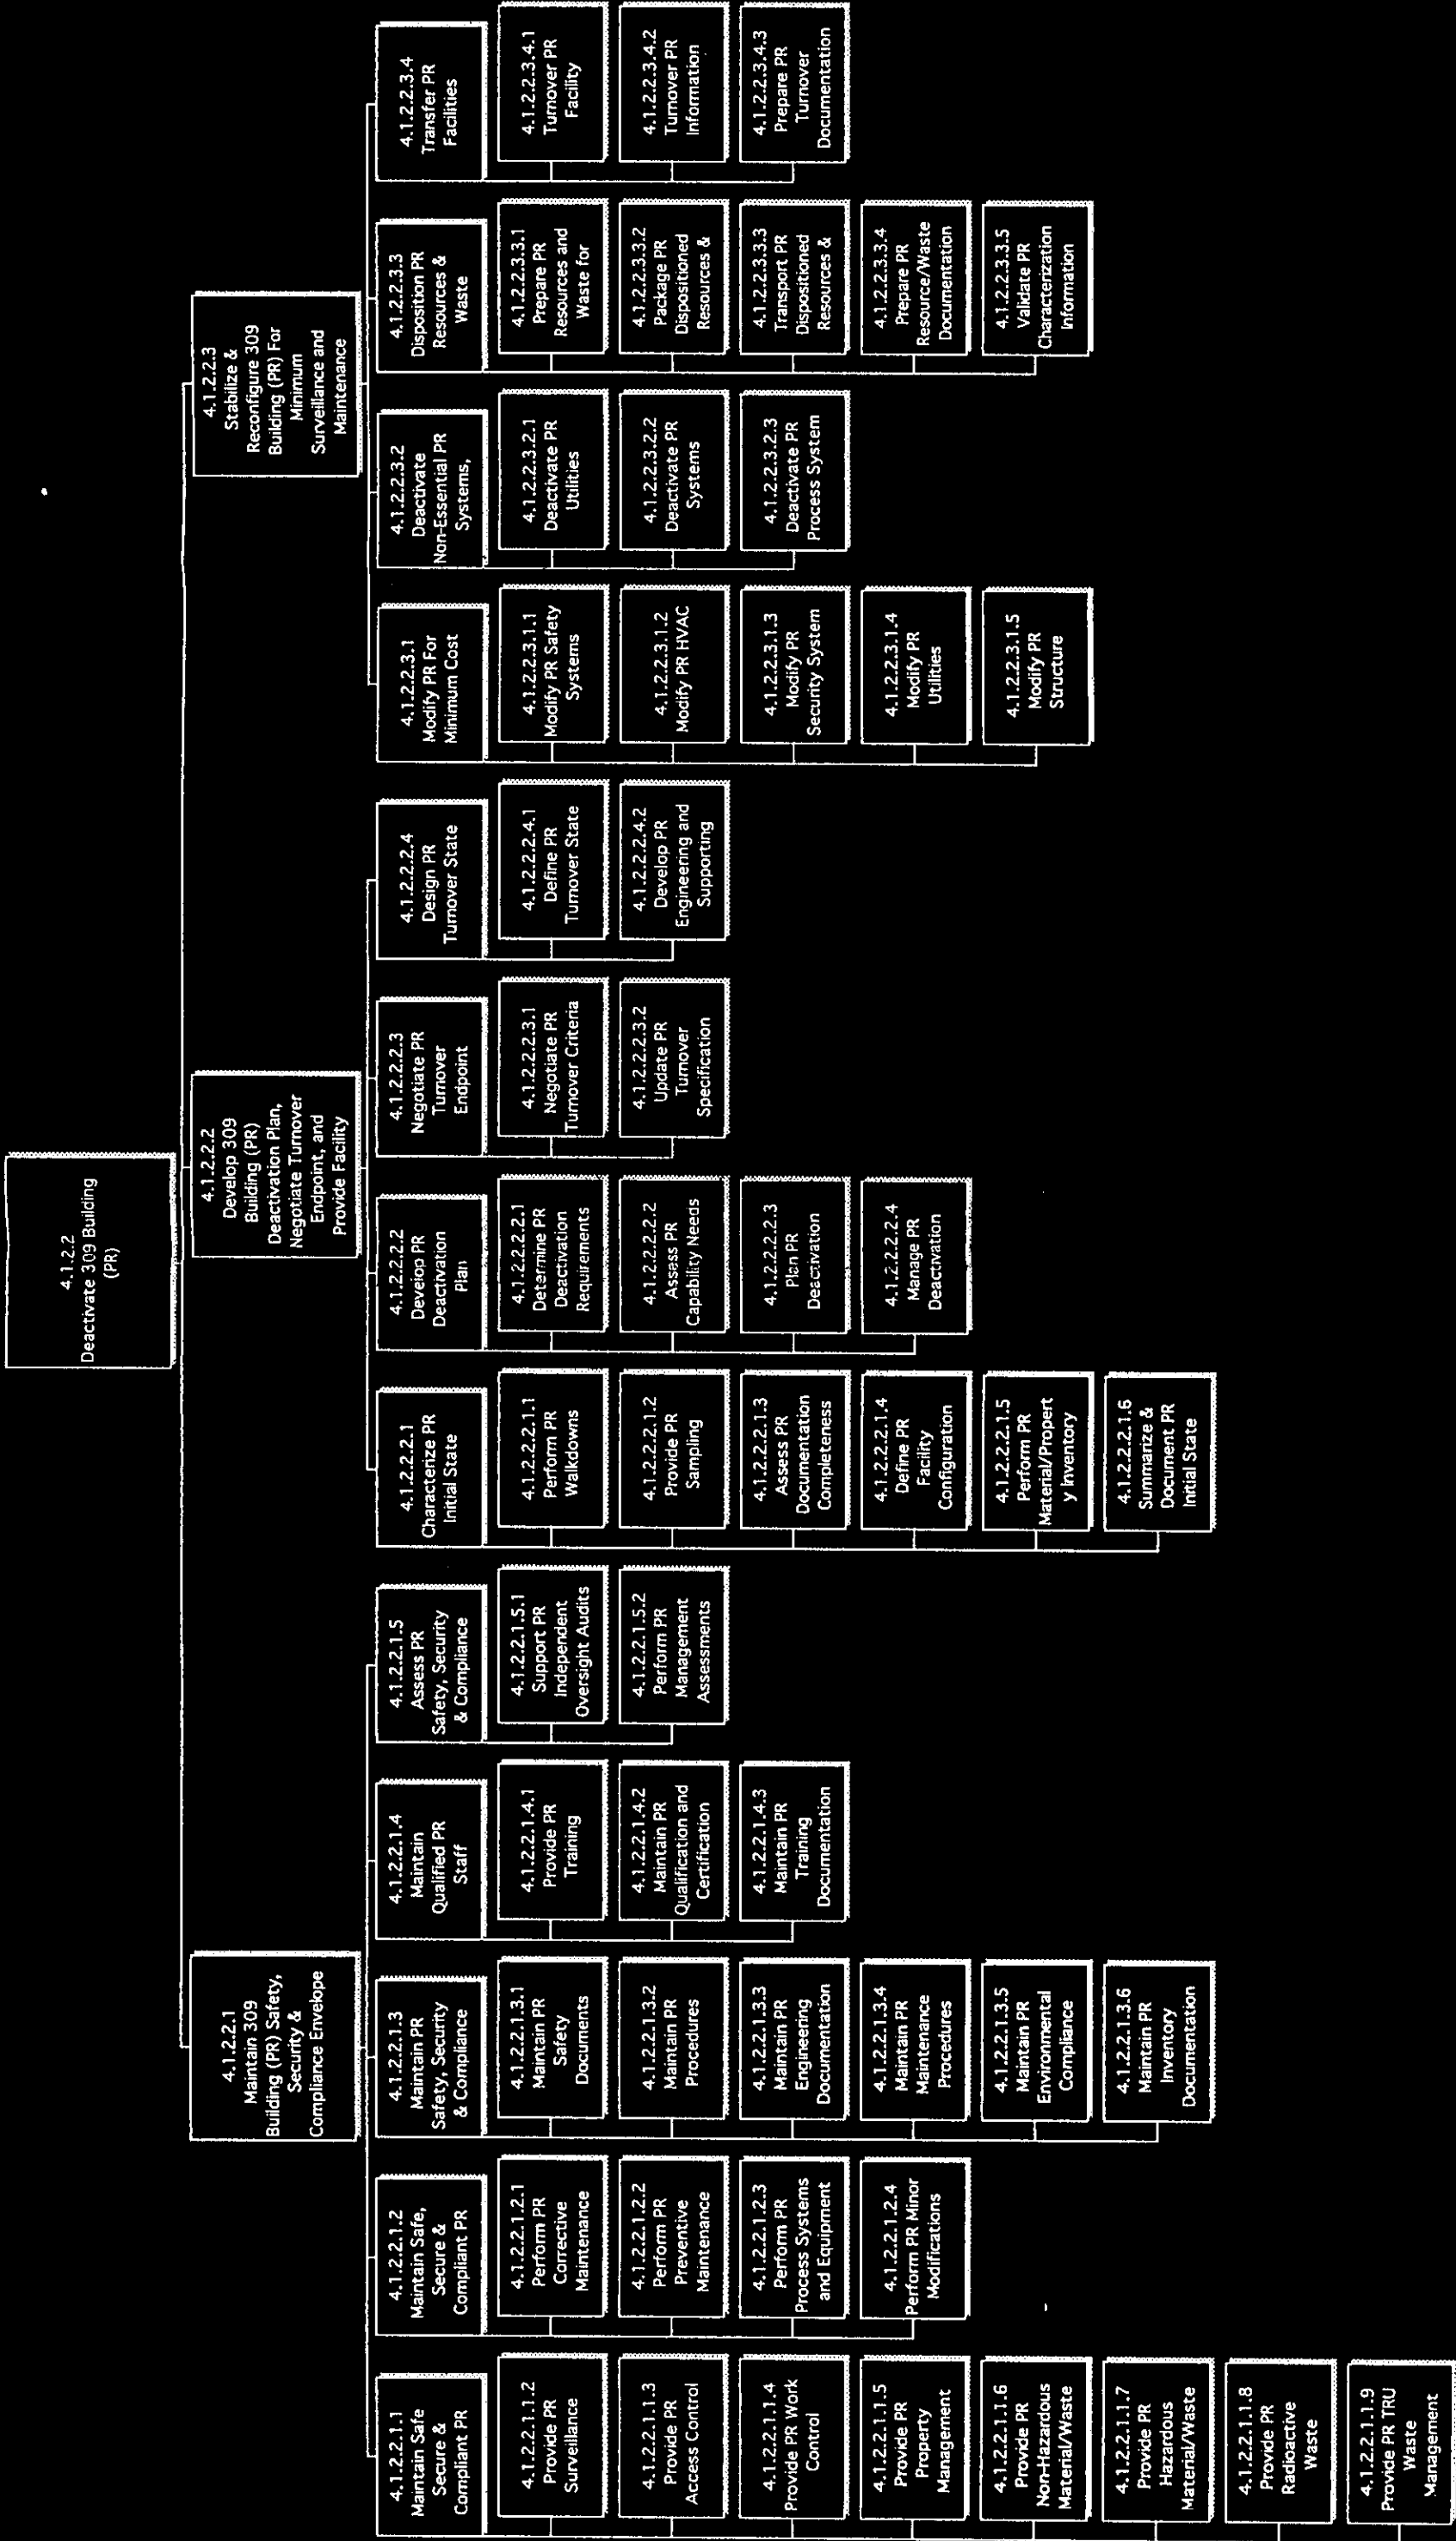 4.1.2.2
Deactivate 309 Building
(PR)
4.1.2.2.1
Maintain 309
Building (PR) Safety,
Security &
Compliance Envelope
4.1.2.2.2
Develop 309
Building (PR)
Deactivation Plan,
Negotiate Turnover
Endpoint, and
Provide Facility
4.1.2.2.3
Stabilize &
Reconfigure 309
Building (PR) For
Minimum
Surveillance and
Maintenance
4.1.2.2.1.1
Maintain Safe
Secure &
Compliant PR
4.1.2.2.1.1.2
Provide PR
Surveillance
4.1.2.2.1.1.3
Provide PR
Access Control
4.1.2.2.1.1.4
Provide PR Work
Control
4.1.2.2.1.1.5
Provide PR
Property
Management
4.1.2.2.1.1.6
Provide PR
Non-Hazardous
Material/Waste
4.1.2.2.1.1.7
Provide PR
Hazardous
Material/Waste
4.1.2.2.1.1.8
Provide PR
Radioactive
Waste
4.1.2.2.1.1.9
Provide PR TRU
Waste
Management
4.1.2.2.1.2
Maintain Safe,
Secure &
Compliant PR
4.1.2.2.1.2.1
Perform PR
Corrective
Maintenance
4.1.2.2.1.2.2
Perform PR
Preventive
Maintenance
4.1.2.2.1.2.3
Perform PR
Process Systems
and Equipment
4.1.2.2.1.2.4
Perform PR Minor
Modifications
4.1.2.2.1.3
Maintain PR
Safety, Security
& Compliance
4.1.2.2.1.3.1
Maintain PR
Safety
Documents
4.1.2.2.1.3.2
Maintain PR
Procedures
4.1.2.2.1.3.3
Maintain PR
Engineering
Documentation
4.1.2.2.1.3.4
Maintain PR
Maintenance
Procedures
4.1.2.2.1.3.5
Maintain PR
Environmental
Compliance
4.1.2.2.1.3.6
Maintain PR
Inventory
Documentation
4.1.2.2.1.4
Maintain
Qualified PR
Staff
4.1.2.2.1.4.1
Provide PR
Training
4.1.2.2.1.4.2
Maintain PR
Qualification and
Certification
4.1.2.2.1.4.3
Maintain PR
Training
Documentation
4.1.2.2.1.5
Assess PR
Safety, Security
& Compliance
4.1.2.2.1.5.1
Support PR
Independent
Oversight Audits
4.1.2.2.1.5.2
Perform PR
Management
Assessments
4.1.2.2.2.1
Characterize PR
Initial State
4.1.2.2.2.1.1
Perform PR
Walkdowns
4.1.2.2.2.1.2
Provide PR
Sampling
4.1.2.2.2.1.3
Assess PR
Documentation
Completeness
4.1.2.2.2.1.4
Define PR
Facility
Configuration
4.1.2.2.2.1.5
Perform PR
Material/Propert
y Inventory
4.1.2.2.2.1.6
Summarize &
Document PR
Initial State
4.1.2.2.2.2
Develop PR
Deactivation
Plan
4.1.2.2.2.2.1
Determine PR
Deactivation
Requirements
4.1.2.2.2.2.2
Assess PR
Capability Needs
4.1.2.2.2.2.3
Plan PR
Deactivation
4.1.2.2.2.2.4
Manage PR
Deactivation
4.1.2.2.2.3
Negotiate PR
Turnover
Endpoint
4.1.2.2.2.3.1
Negotiate PR
Turnover Criteria
4.1.2.2.2.3.2
Update PR
Turnover
Specification
4.1.2.2.2.4
Design PR
Turnover State
4.1.2.2.2.4.1
Define PR
Turnover State
4.1.2.2.2.4.2
Develop PR
Engineering and
Supporting
4.1.2.2.3.1
Modify PR For
Minimum Cost
4.1.2.2.3.1.1
Modify PR Safety
Systems
4.1.2.2.3.1.2
Modify PR HVAC
4.1.2.2.3.1.3
Modify PR
Security System
4.1.2.2.3.1.4
Modify PR
Utilities
4.1.2.2.3.1.5
Modify PR
Structure
4.1.2.2.3.2
Deactivate
Non-Essential PR
Systems,
4.1.2.2.3.2.1
Deactivate PR
Utilities
4.1.2.2.3.2.2
Deactivate PR
Systems
4.1.2.2.3.2.3
Deactivate PR
Process System
4.1.2.2.3.3
Disposition PR
Resources &
Waste
4.1.2.2.3.3.1
Prepare PR
Resources and
Waste for
4.1.2.2.3.3.2
Package PR
Dispositioned
Resources &
4.1.2.2.3.3.3
Transport PR
Dispositioned
Resources &
4.1.2.2.3.3.4
Prepare PR
Resource/Waste
Documentation
4.1.2.2.3.3.5
Validate PR
Characterization
Information
4.1.2.2.3.4
Transfer PR
Facilities
4.1.2.2.3.4.1
Turnover PR
Facility
4.1.2.2.3.4.2
Turnover PR
Information
4.1.2.2.3.4.3
Prepare PR
Turnover
Documentation